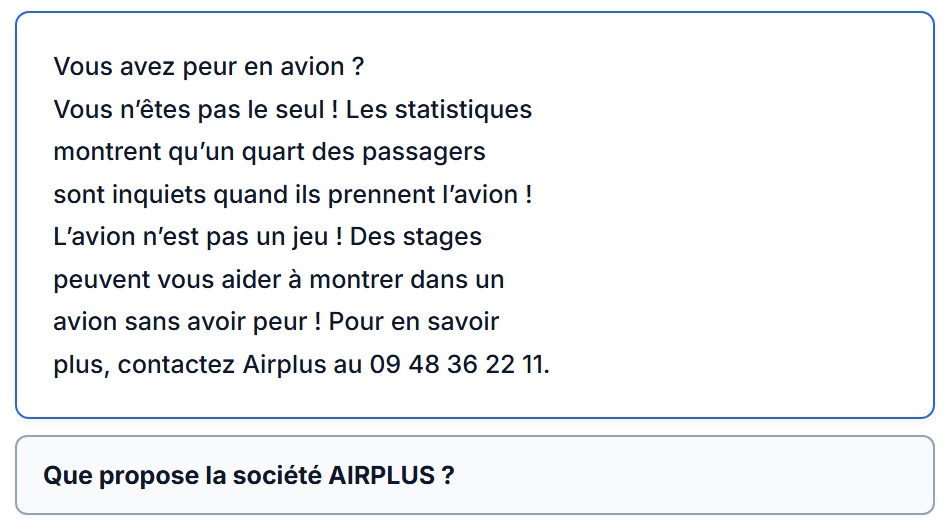 Vous avez peur en avion ?
Vous n’êtes pas le seul ! Les statistiques
montrent qu’un quart des passagers
sont inquiets quand ils prennent l’avion !
L’avion n’est pas un jeu ! Des stages
peuvent vous aider à montrer dans un
avion sans avoir peur ! Pour en savoir
plus, contactez Airplus au 09 48 36 22 11.
Que propose la société AIRPLUS ?